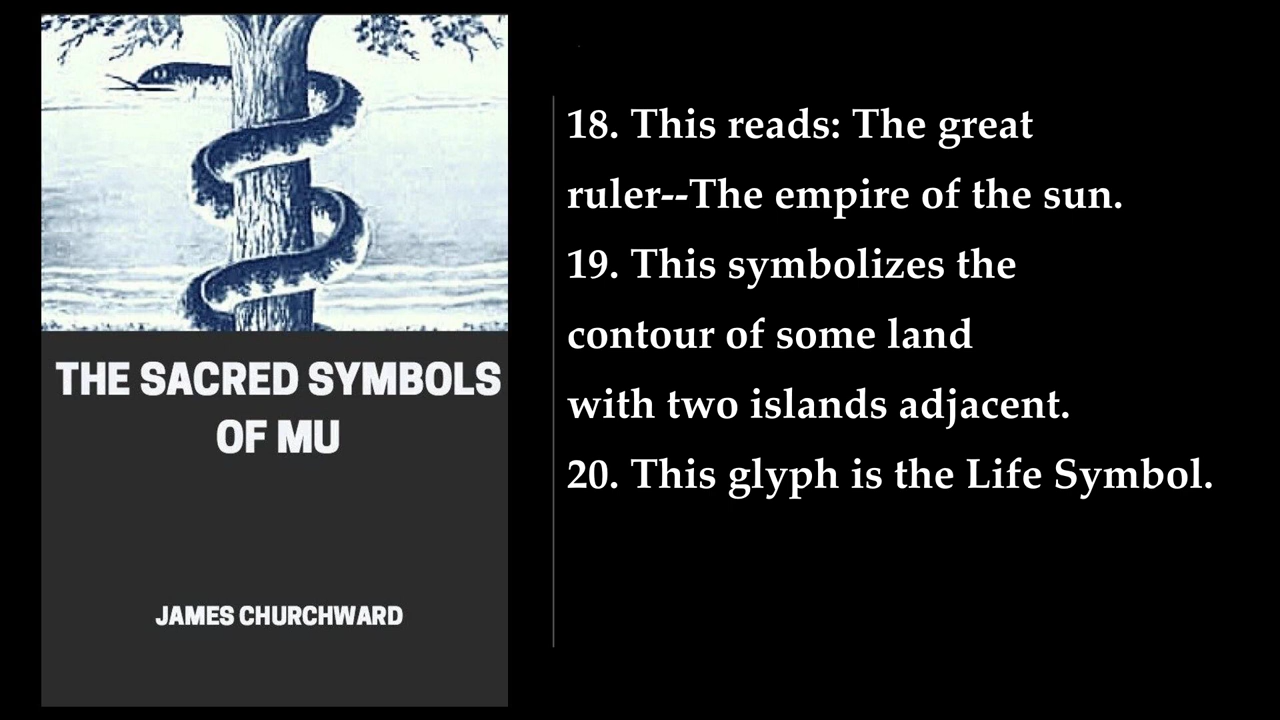 THE SACRED SYMBOLS
OF MU
JAMES CHURCHWARD
18. This reads: The great
ruler--The empire of the sun.
19. This symbolizes the
contour of some land
with two islands adjacent.
20. This glyph is the Life Symbol.